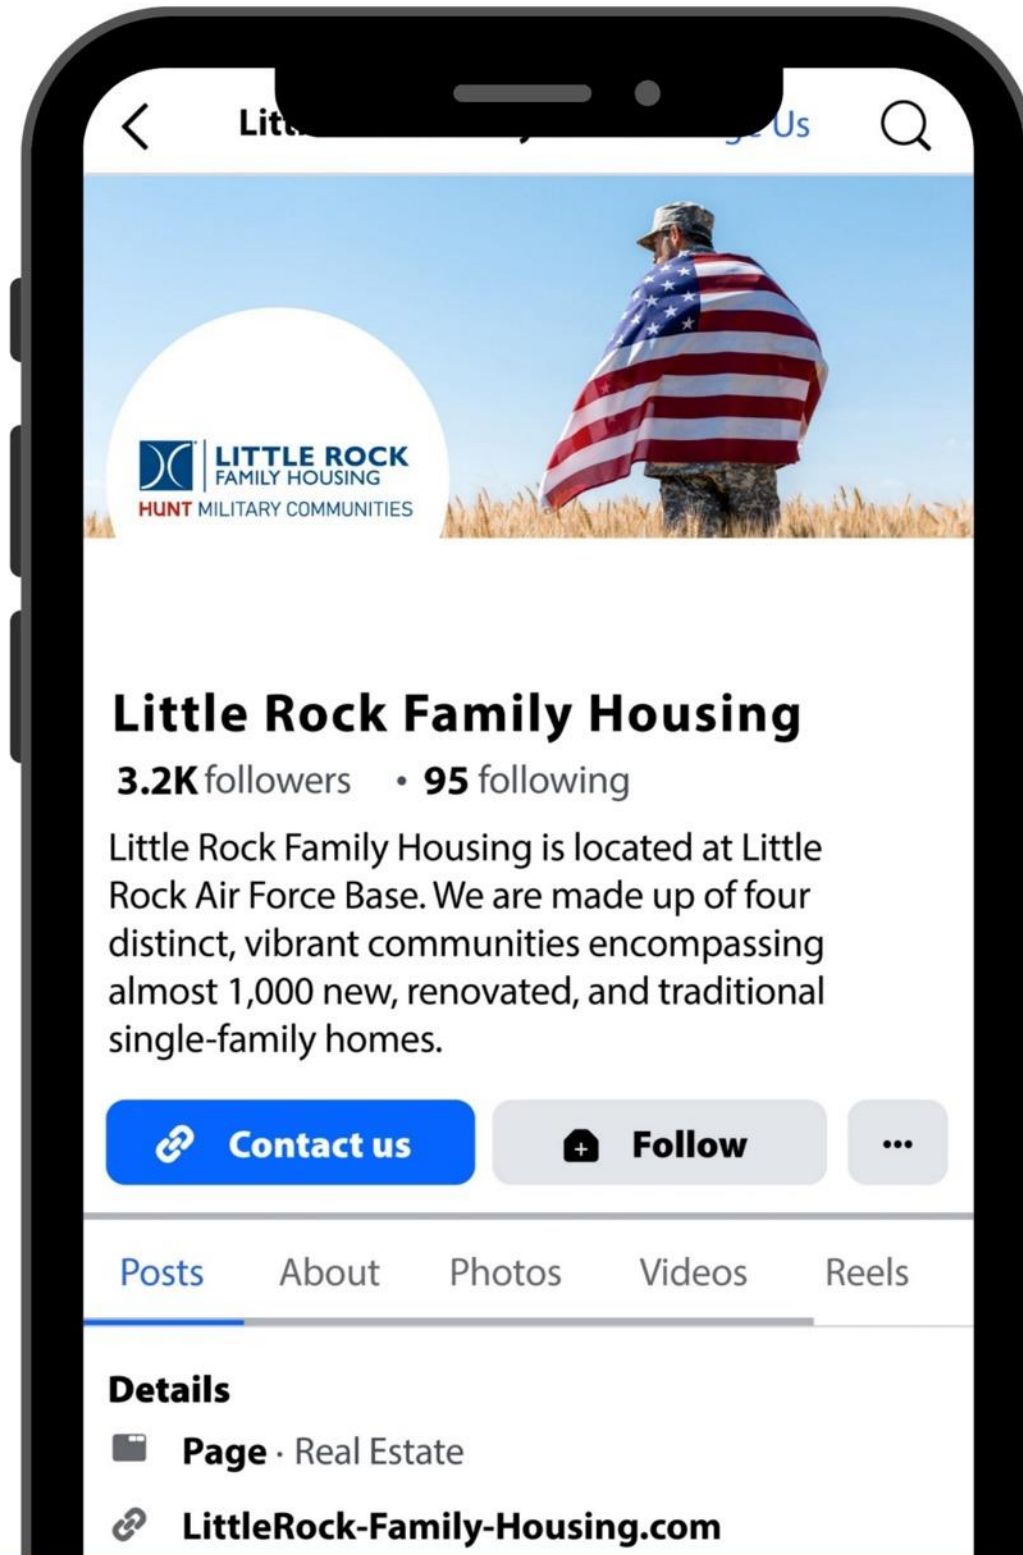 Us
LITTLE ROCK
FAMILY HOUSING
HUNT MILITARY COMMUNITIES
Little Rock Family Housing
3.2K followers • 95 following
Little Rock Family Housing is located at Little
Rock Air Force Base. We are made up of four
distinct, vibrant communities encompassing
almost 1,000 new, renovated, and traditional
single-family homes.
Contact us Follow ...
Posts About Photos Videos Reels
Details
Page · Real Estate
LittleRock-Family-Housing.com